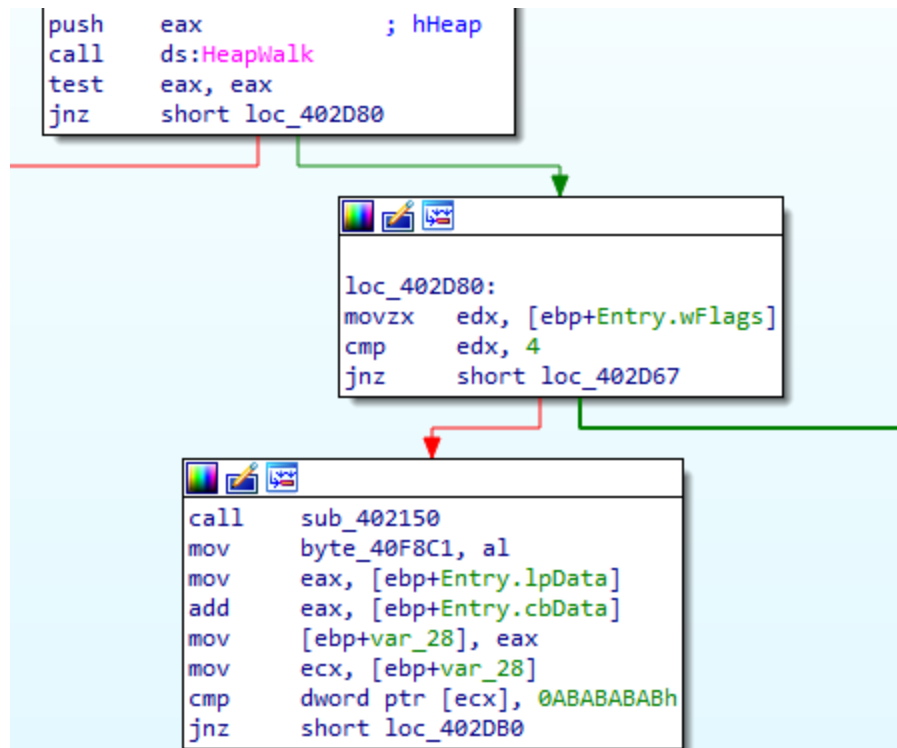 push    eax             ; hHeap
call    ds:HeapWalk
test    eax, eax
jnz     short loc_402D80
loc_402D80:
movzx   edx, [ebp+Entry.wFlags]
cmp     edx, 4
jnz     short loc_402D67
call    sub_402150
mov     byte_40F8C1, al
mov     eax, [ebp+Entry.lpData]
add     eax, [ebp+Entry.cbData]
mov     [ebp+var_28], eax
mov     ecx, [ebp+var_28]
cmp     dword ptr [ecx], 0ABABABABh
jnz     short loc_402DB0